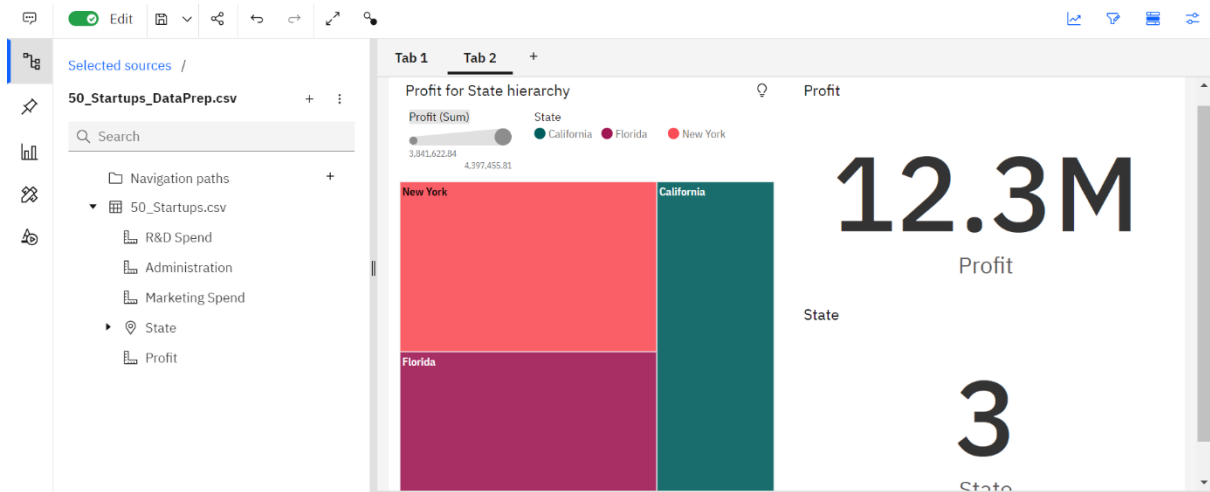 Edit
Selected sources /
50_Startups_DataPrep.csv
Search
Navigation paths
50_Startups.csv
R&D Spend
Administration
Marketing Spend
State
Profit
Tab 1 Tab 2 +
Profit for State hierarchy
Profit (Sum)
3,841,622.84
4,397,455.81
State
California Florida New York
New York
California
Florida
Profit
12.3M
Profit
State
3
State